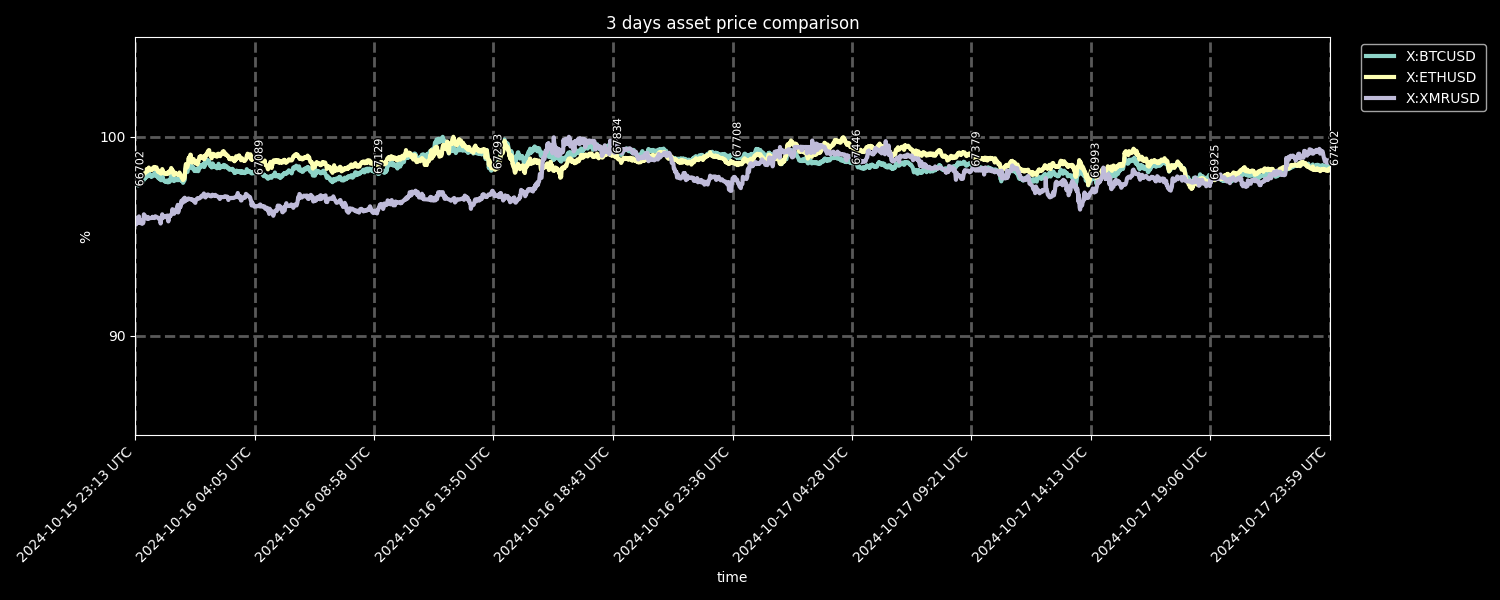 3 days asset price comparison
X:BTCUSD
X:ETHUSD
X:XMRUSD
100
90
%
66702
67089
67129
67293
67834
67708
67446
67379
66993
66925
67402
2024-10-15 23:13 UTC
2024-10-16 04:05 UTC
2024-10-16 08:58 UTC
2024-10-16 13:50 UTC
2024-10-16 18:43 UTC
2024-10-16 23:36 UTC
2024-10-17 04:28 UTC
2024-10-17 09:21 UTC
2024-10-17 14:13 UTC
2024-10-17 19:06 UTC
2024-10-17 23:59 UTC
time